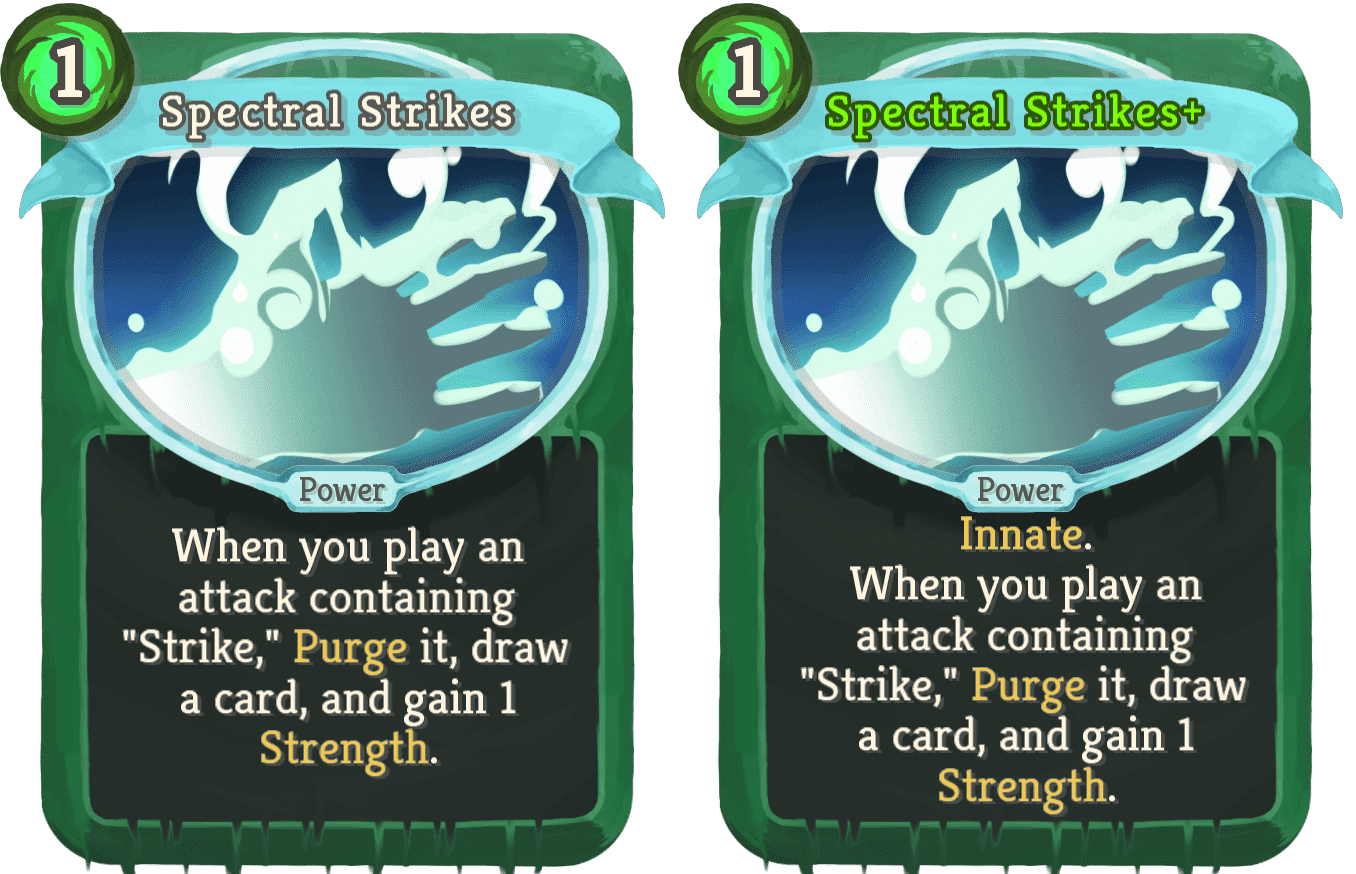 1
Spectral Strikes
Power
When you play an
attack containing
"Strike," Purge it, draw
a card, and gain 1
Strength.
1
Spectral Strikes+
Power
Innate.
When you play an
attack containing
"Strike," Purge it, draw
a card, and gain 1
Strength.